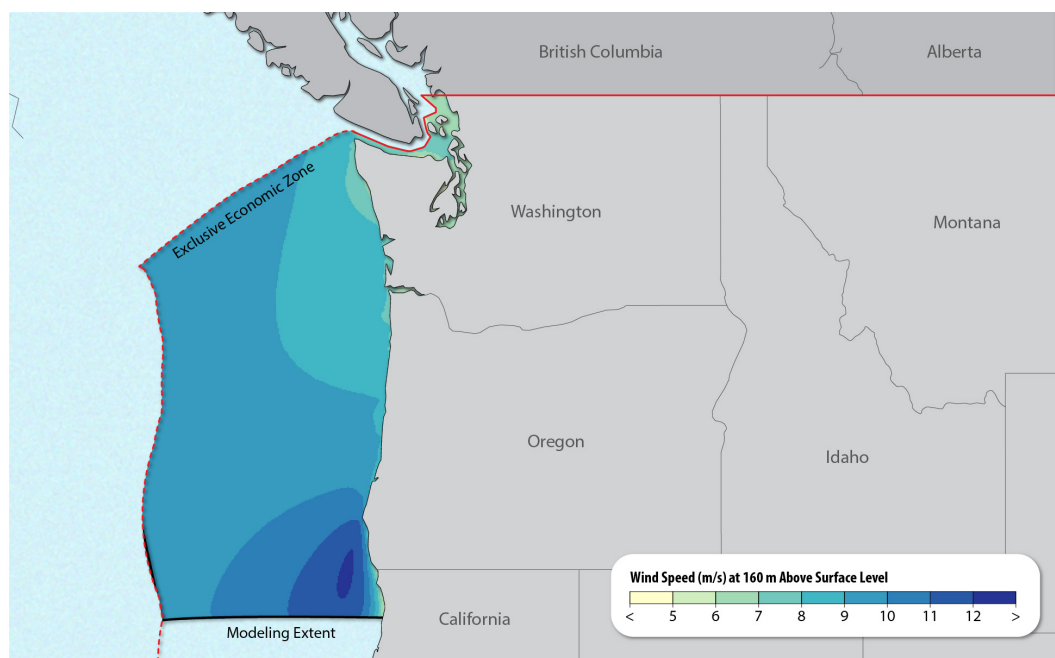 British Columbia
Alberta
Exclusive Economic Zone
Washington
Montana
Oregon
Idaho
California
Modeling Extent
Wind Speed (m/s) at 160 m Above Surface Level
< 5 6 7 8 9 10 11 12 >